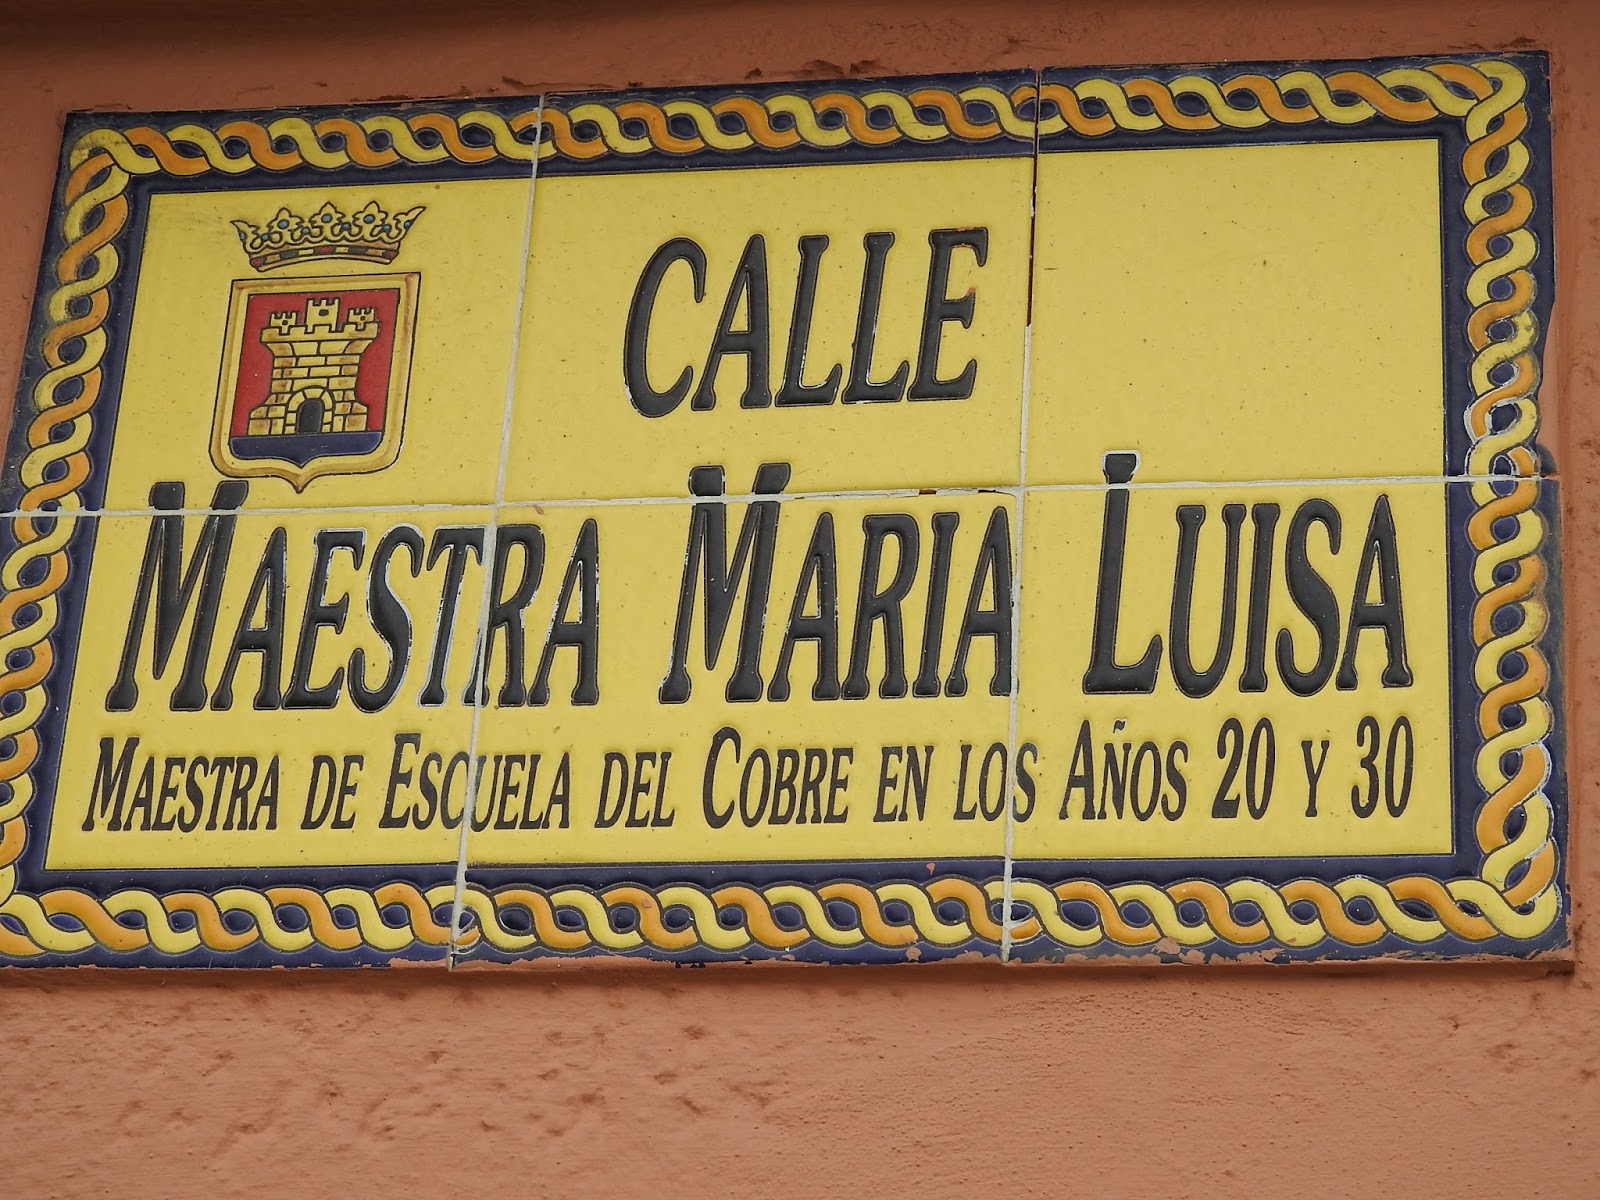 CALLE
MAESTRA MARIA LUISA
MAESTRA DE ESCUELA DEL COBRE EN LOS AÑOS 20 Y 30